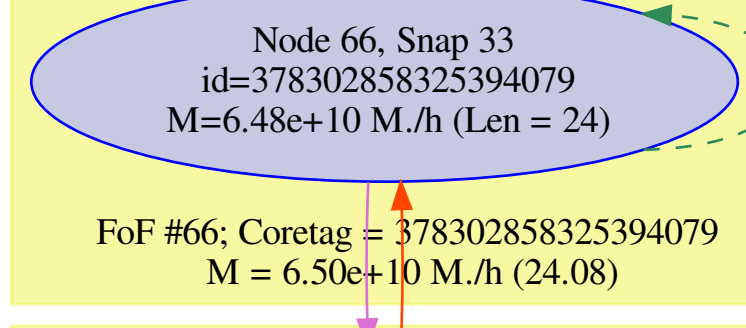 Node 66, Snap 33
id=378302858325394079
M=6.48e+10 M./h (Len = 24)
FoF #66; Coretag = 378302858325394079
M = 6.50e+10 M./h (24.08)